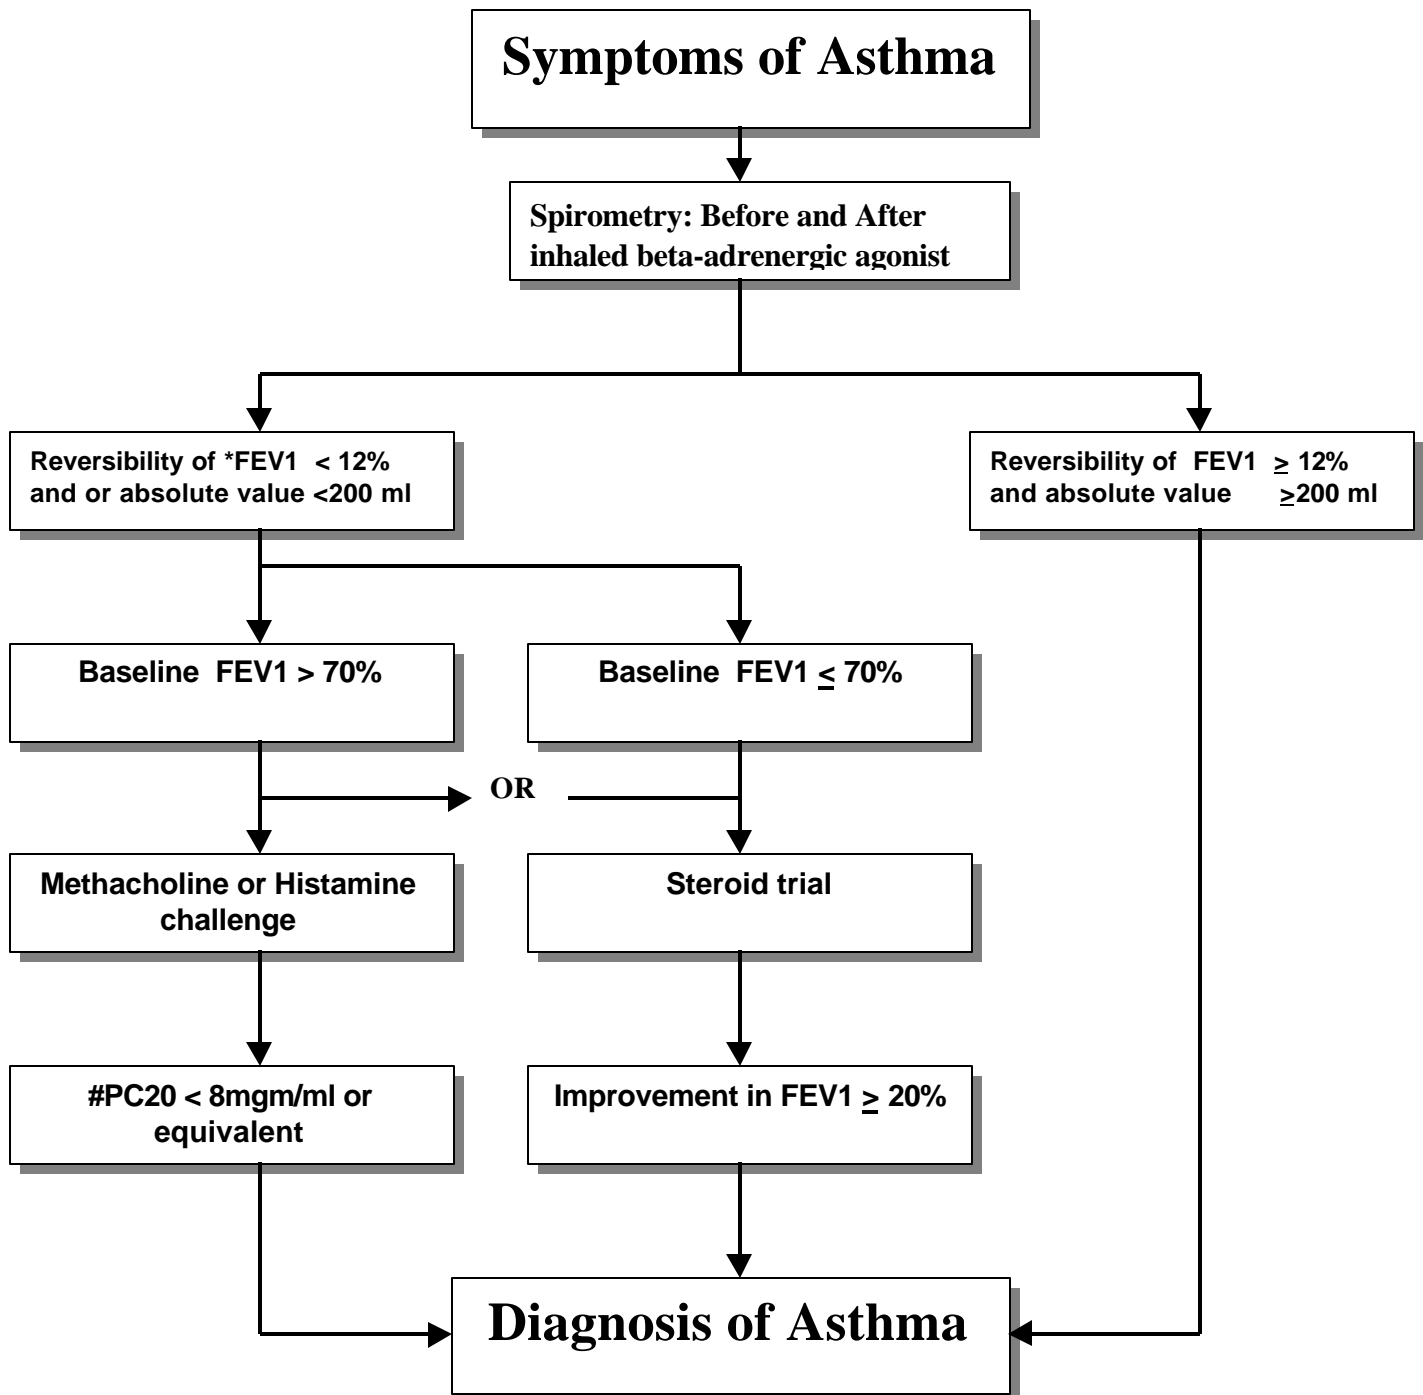 Symptoms of Asthma
Spirometry: Before and After
inhaled beta-adrenergic agonist
Reversibility of *FEV1 < 12%
and or absolute value <200 ml
Reversibility of FEV1 ≥ 12%
and absolute value ≥200 ml
Baseline FEV1 > 70%
Baseline FEV1 ≤ 70%
OR
Methacholine or Histamine
challenge
Steroid trial
#PC20 < 8mgm/ml or
equivalent
Improvement in FEV1 ≥ 20%
Diagnosis of Asthma